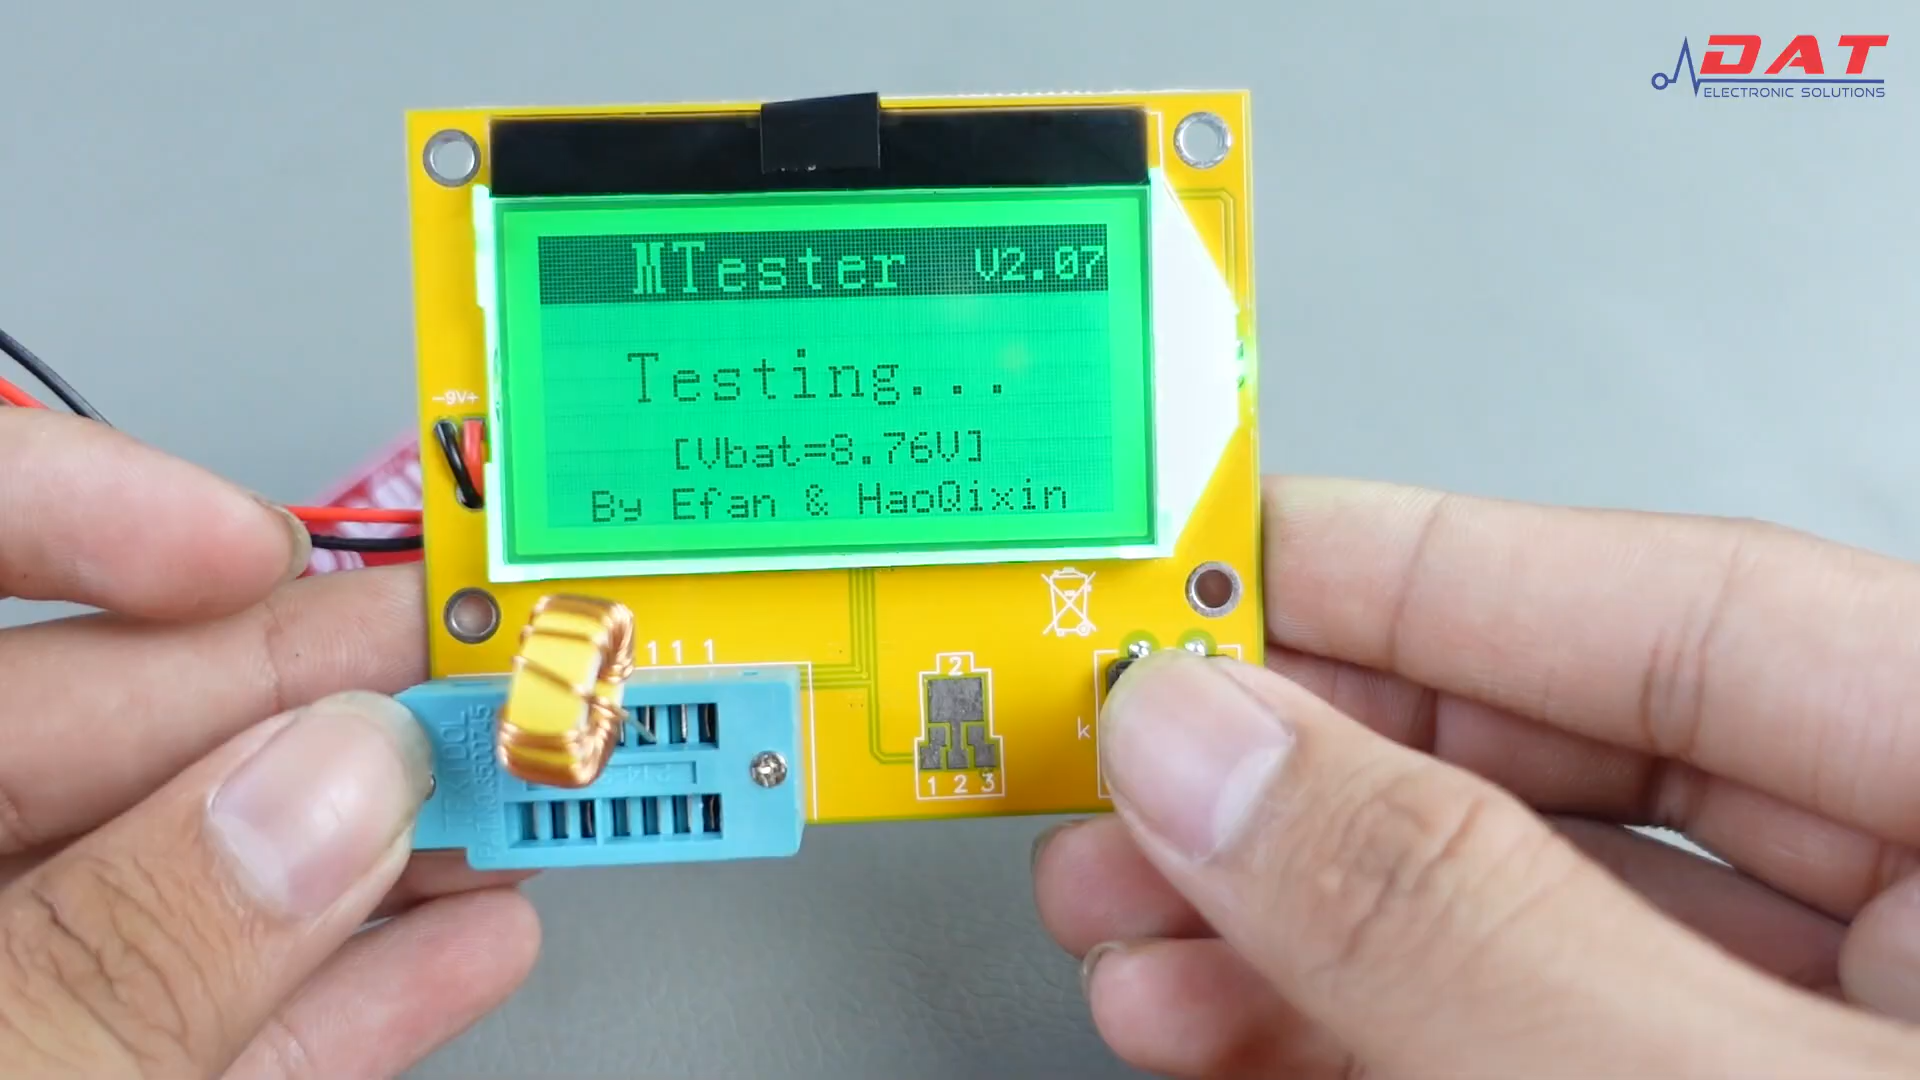 DAT
ELECTRONIC SOLUTIONS
MTester V2.07
Testing...
[Vbat=8.76V]
By Efan & HaoQixin
-9V+
1 1 1
2
k
1 2 3